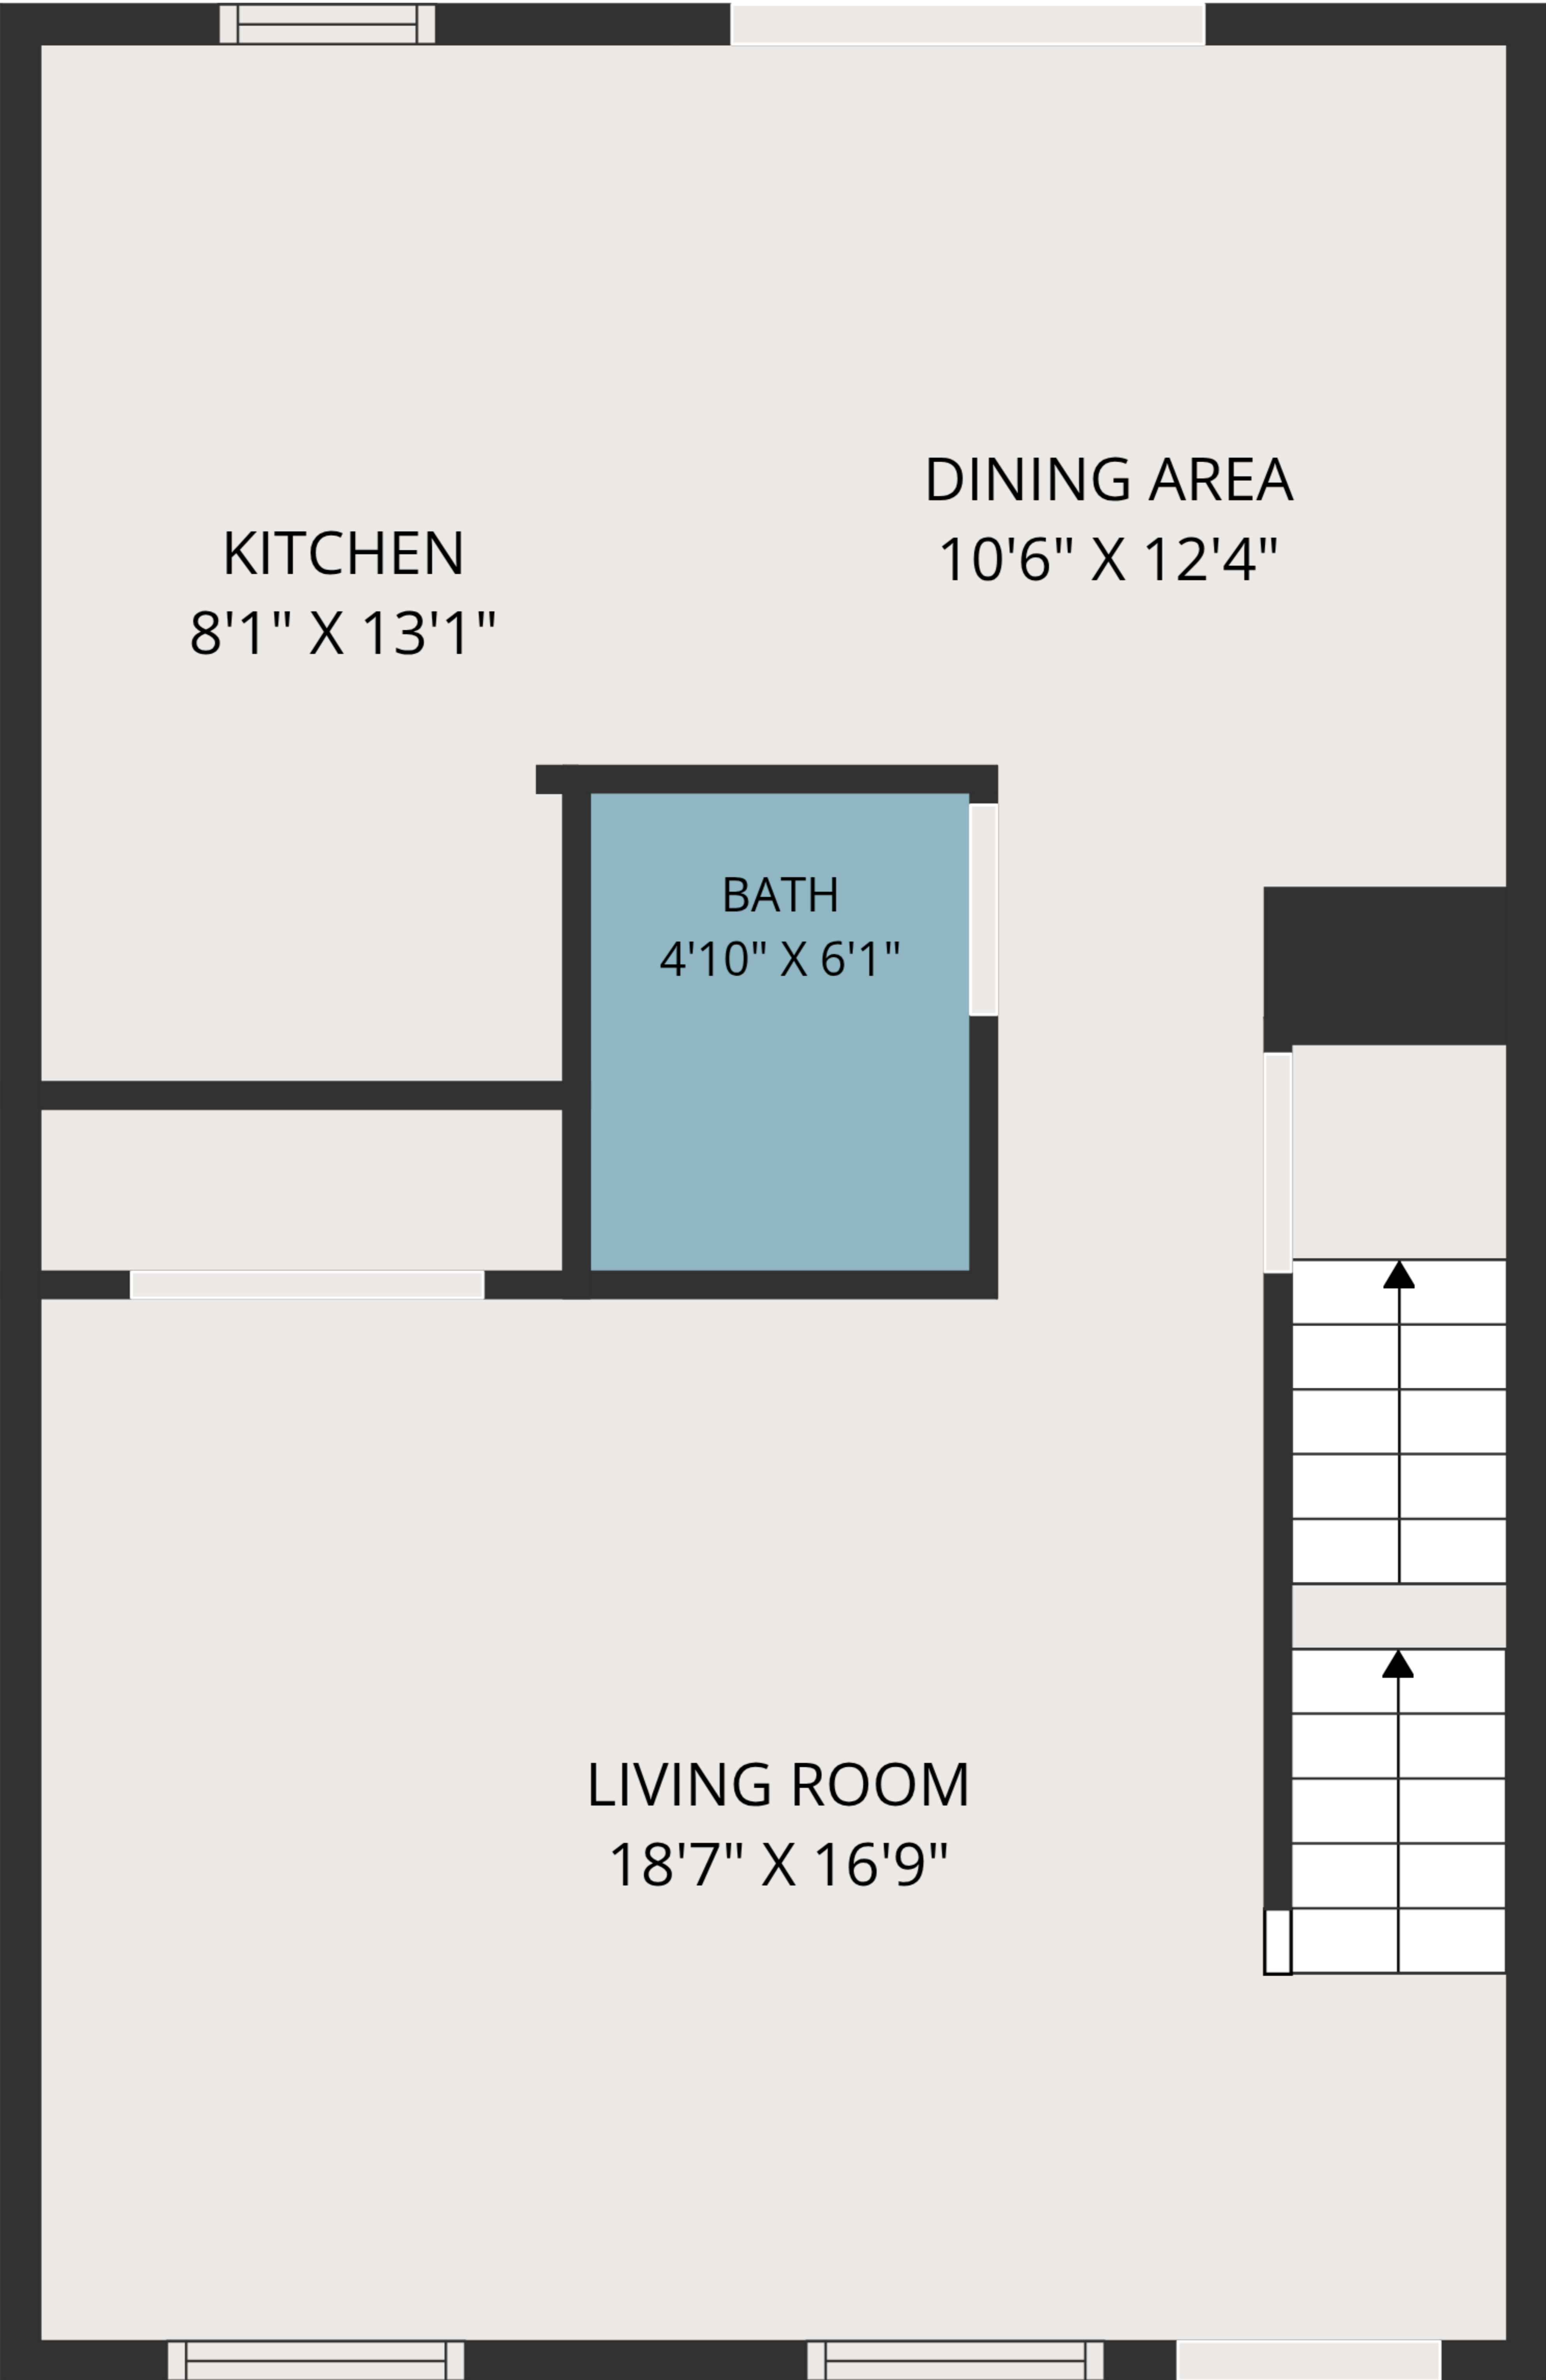 DINING AREA
10'6" X 12'4"
KITCHEN
8'1" X 13'1"
BATH
4'10" X 6'1"
LIVING ROOM
18'7" X 16'9"